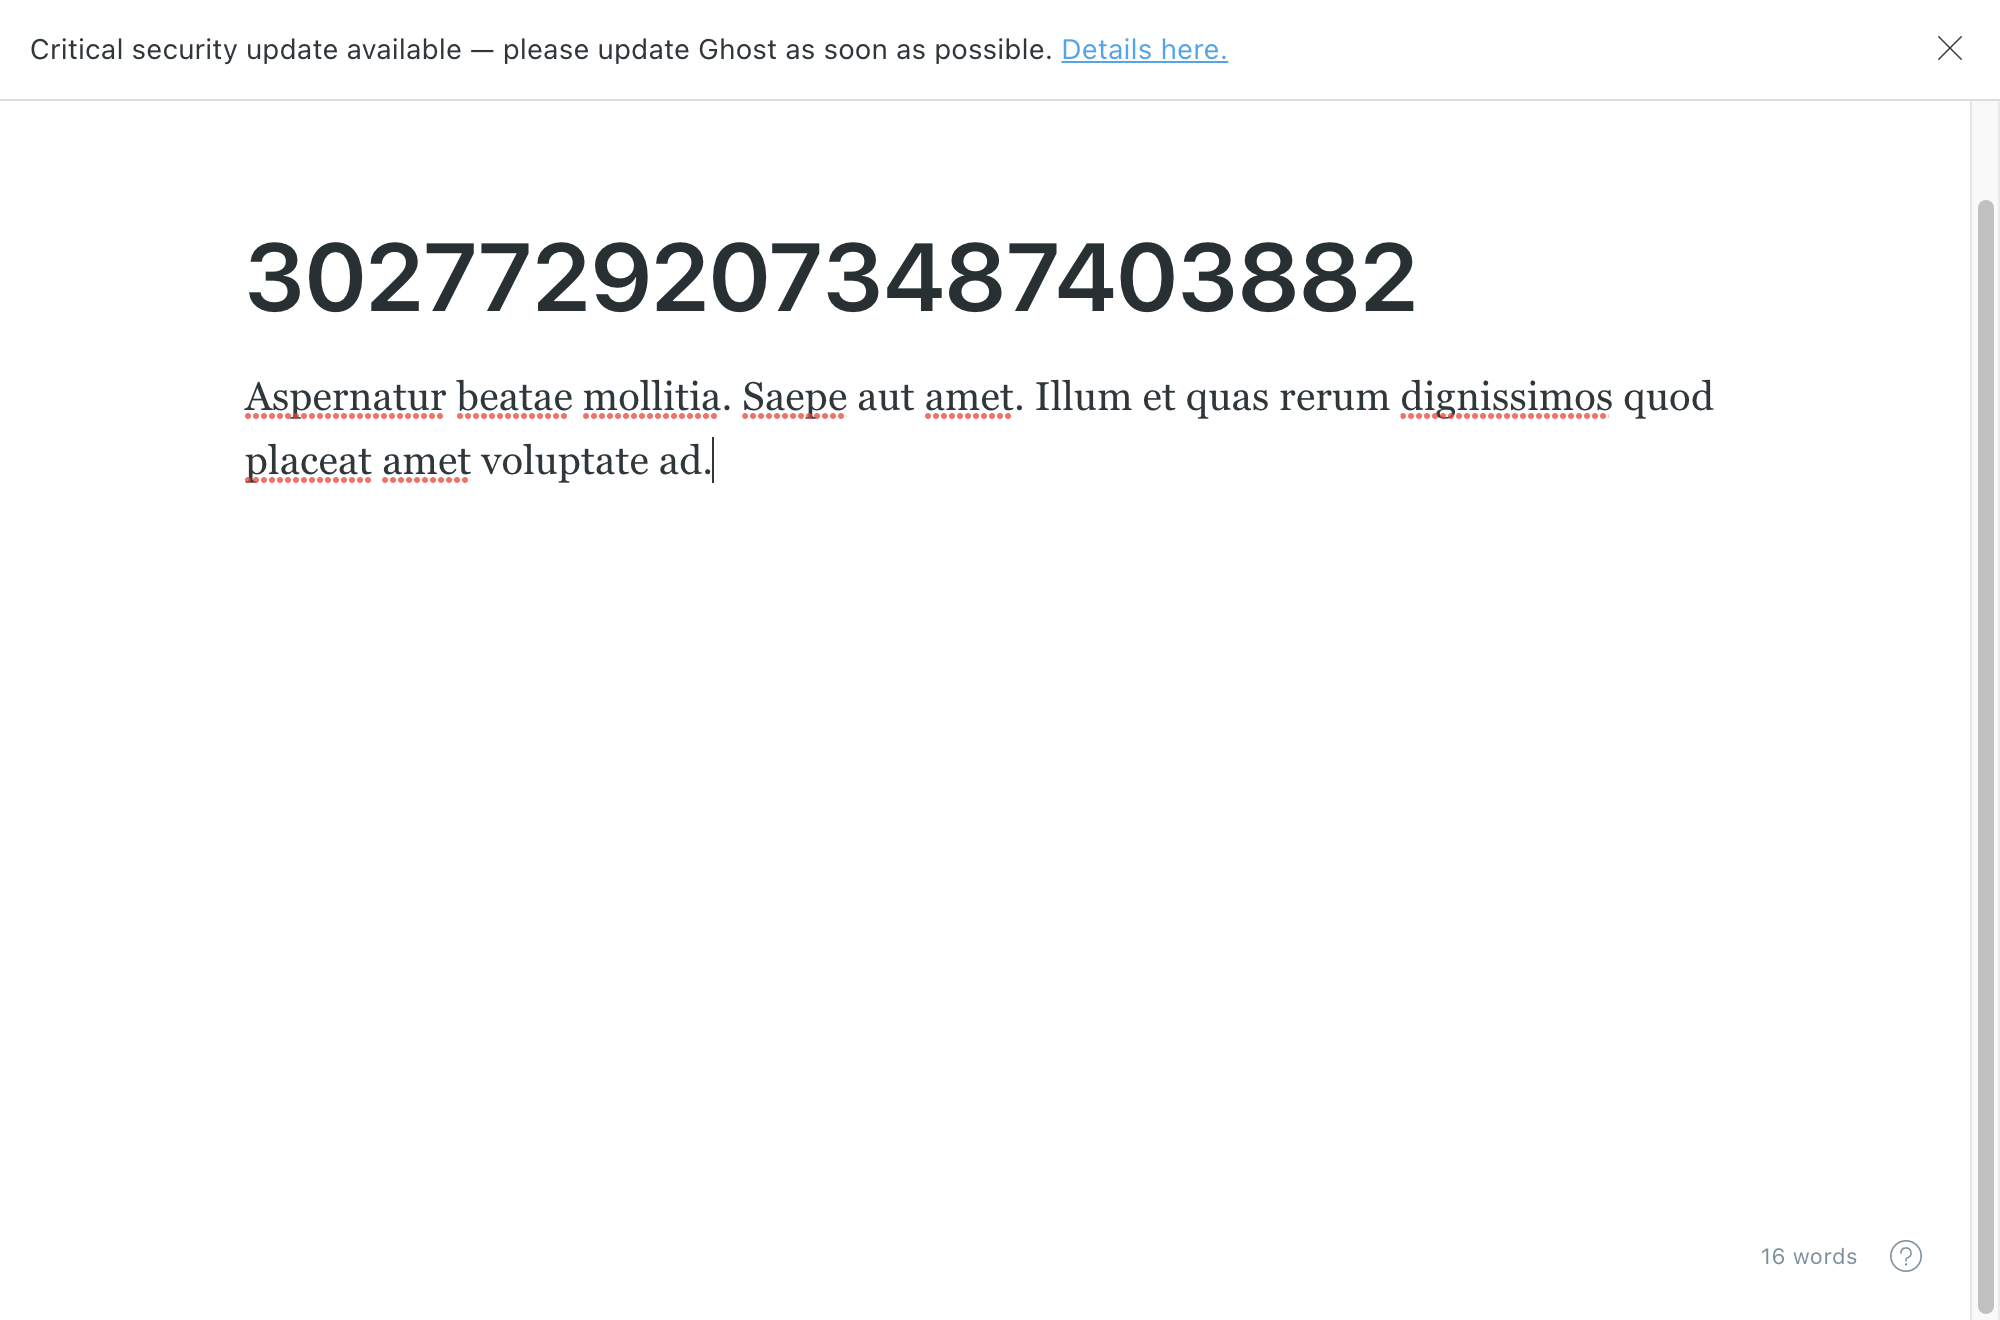 Critical security update available — please update Ghost as soon as possible. Details here.
30277292073487403882
Aspernatur beatae mollitia. Saepe aut amet. Illum et quas rerum dignissimos quod
placeat amet voluptate ad.
16 words